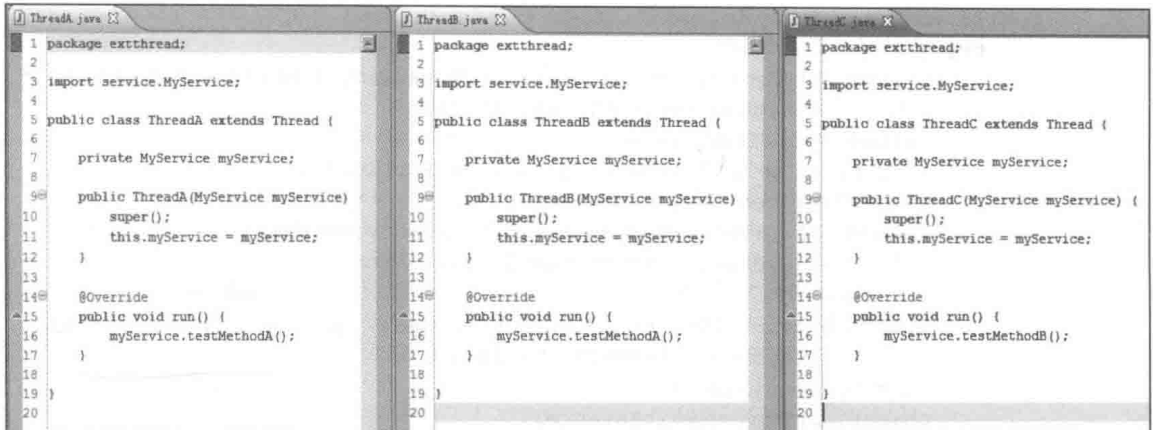 ThreadA.java
1 package extthread;
2
3 import service.MyService;
4
5 public class ThreadA extends Thread {
6
7 private MyService myService;
8
9 public ThreadA(MyService myService)
10 super();
11 this.myService = myService;
12 }
13
14 @Override
15 public void run() {
16 myService.testMethodA();
17 }
18
19 }
20
ThreadB.java
1 package extthread;
2
3 import service.MyService;
4
5 public class ThreadB extends Thread {
6
7 private MyService myService;
8
9 public ThreadB(MyService myService)
10 super();
11 this.myService = myService;
12 }
13
14 @Override
15 public void run() {
16 myService.testMethodA();
17 }
18
19 }
20
ThreadC.java
1 package extthread;
2
3 import service.MyService;
4
5 public class ThreadC extends Thread {
6
7 private MyService myService;
8
9 public ThreadC(MyService myService) {
10 super();
11 this.myService = myService;
12 }
13
14 @Override
15 public void run() {
16 myService.testMethodB();
17 }
18
19 }
20